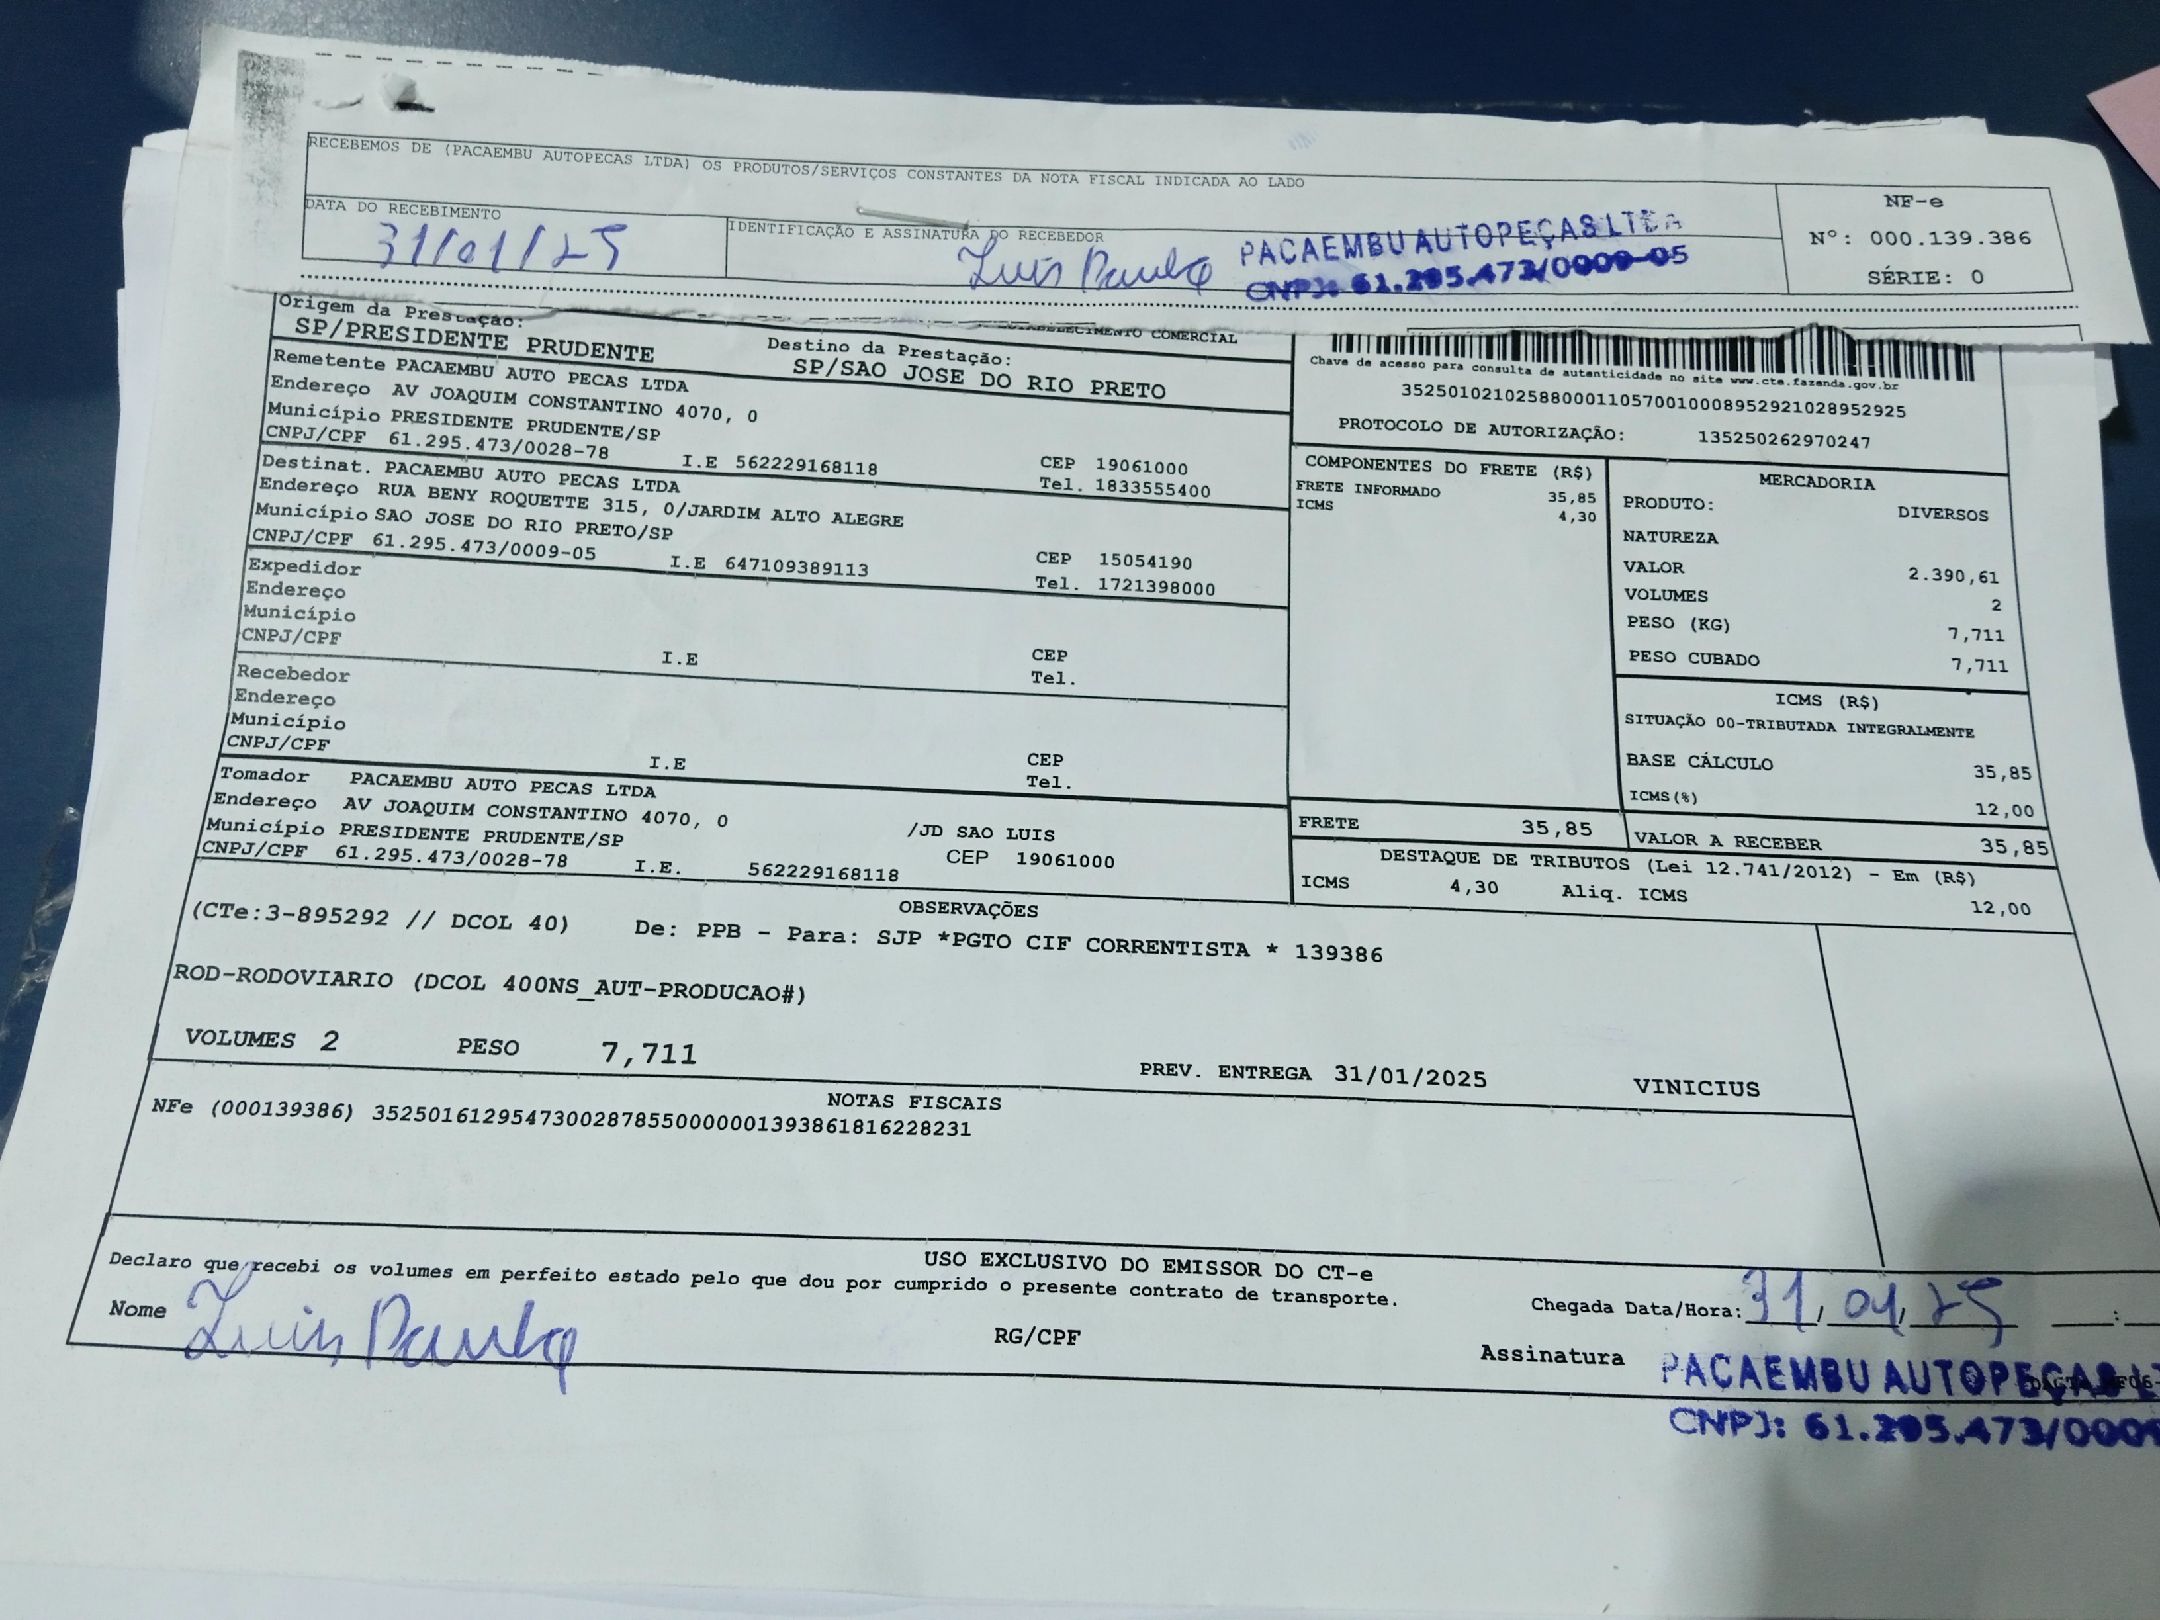 RECEBEMOS DE (PACAEMBU AUTOPECAS LTDA) OS PRODUTOS/SERVIÇOS CONSTANTES DA NOTA FISCAL INDICADA AO LADO
NF-e
Nº: 000.139.386
SÉRIE: 0
DATA DO RECEBIMENTO
31/01/25
IDENTIFICAÇÃO E ASSINATURA DO RECEBEDOR
Luis Paulo
PACAEMBU AUTOPEÇAS LTDA
CNPJ: 61.295.473/0009-05
Origem da Prestação:
SP/PRESIDENTE PRUDENTE
COMERCIAL
Destino da Prestação:
SP/SAO JOSE DO RIO PRETO
Remetente PACAEMBU AUTO PECAS LTDA
Endereço AV JOAQUIM CONSTANTINO 4070, 0
Município PRESIDENTE PRUDENTE/SP
CNPJ/CPF 61.295.473/0028-78 I.E 562229168118
CEP 19061000
Tel. 1833555400
Destinat. PACAEMBU AUTO PECAS LTDA
Endereço RUA BENY ROQUETTE 315, 0/JARDIM ALTO ALEGRE
Município SAO JOSE DO RIO PRETO/SP
CNPJ/CPF 61.295.473/0009-05 I.E 647109389113
CEP 15054190
Tel. 1721398000
Expedidor
Endereço
Município
CNPJ/CPF
I.E
CEP
Tel.
Recebedor
Endereço
Município
CNPJ/CPF
I.E
CEP
Tel.
Tomador PACAEMBU AUTO PECAS LTDA
Endereço AV JOAQUIM CONSTANTINO 4070, 0 /JD SAO LUIS
Município PRESIDENTE PRUDENTE/SP CEP 19061000
CNPJ/CPF 61.295.473/0028-78 I.E. 562229168118
Chave de acesso para consulta de autenticidade no site www.cte.fazenda.gov.br
35250102102588000110570010008952921028952925
PROTOCOLO DE AUTORIZAÇÃO: 135250262970247
COMPONENTES DO FRETE (R$)
FRETE INFORMADO 35,85
ICMS 4,30
MERCADORIA
PRODUTO: DIVERSOS
NATUREZA
VALOR 2.390,61
VOLUMES 2
PESO (KG) 7,711
PESO CUBADO 7,711
ICMS (R$)
SITUAÇÃO 00-TRIBUTADA INTEGRALMENTE
BASE CÁLCULO 35,85
ICMS(%) 12,00
FRETE 35,85
VALOR A RECEBER 35,85
DESTAQUE DE TRIBUTOS (Lei 12.741/2012) - Em (R$)
ICMS 4,30 Aliq. ICMS 12,00
OBSERVAÇÕES
(CTe:3-895292 // DCOL 40) De: PPB - Para: SJP *PGTO CIF CORRENTISTA * 139386
ROD-RODOVIARIO (DCOL 400NS_AUT-PRODUCAO#)
VOLUMES 2 PESO 7,711
PREV. ENTREGA 31/01/2025 VINICIUS
NOTAS FISCAIS
NFe (000139386) 35250161295473002878550000001393861816228231
USO EXCLUSIVO DO EMISSOR DO CT-e
Declaro que recebi os volumes em perfeito estado pelo que dou por cumprido o presente contrato de transporte.
Nome Luis Paulo
RG/CPF
Chegada Data/Hora: 31/01/25 :
Assinatura PACAEMBU AUTOPEÇAS L
CNPJ: 61.295.473/0009